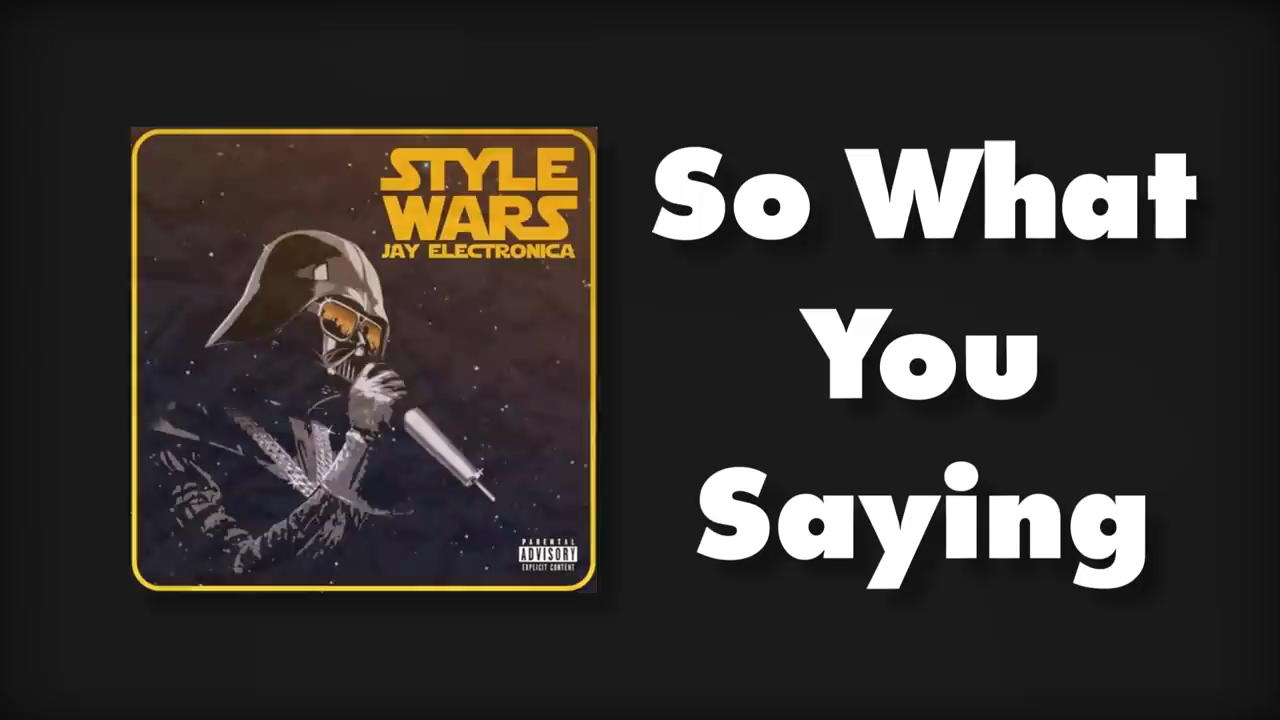 STYLE
WARS
JAY ELECTRONICA
PARENTAL
ADVISORY
EXPLICIT CONTENT
So What
You
Saying